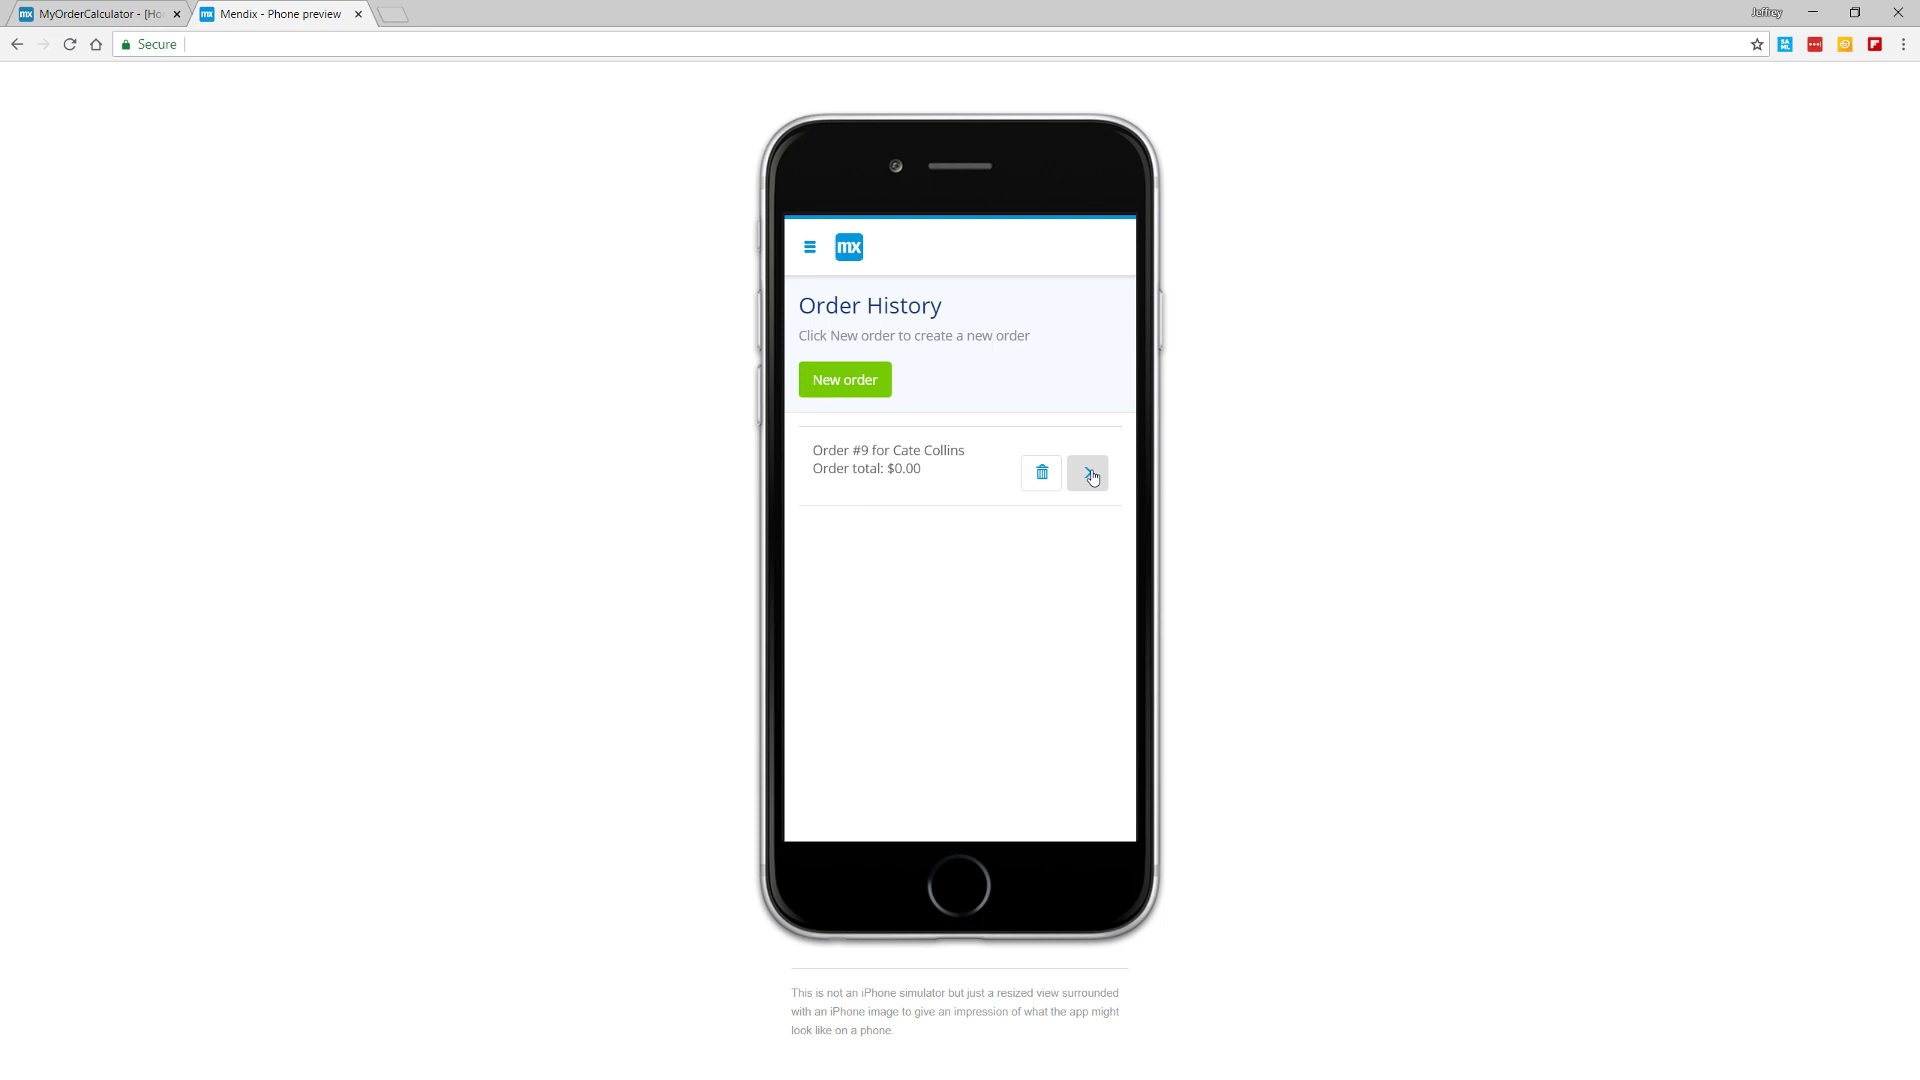 MyOrderCalculator - [Ho
Mendix - Phone preview
Jeffrey
Secure
mx
Order History
Click New order to create a new order
New order
Order #9 for Cate Collins
Order total: $0.00
This is not an iPhone simulator but just a resized view surrounded
with an iPhone image to give an impression of what the app might
look like on a phone.